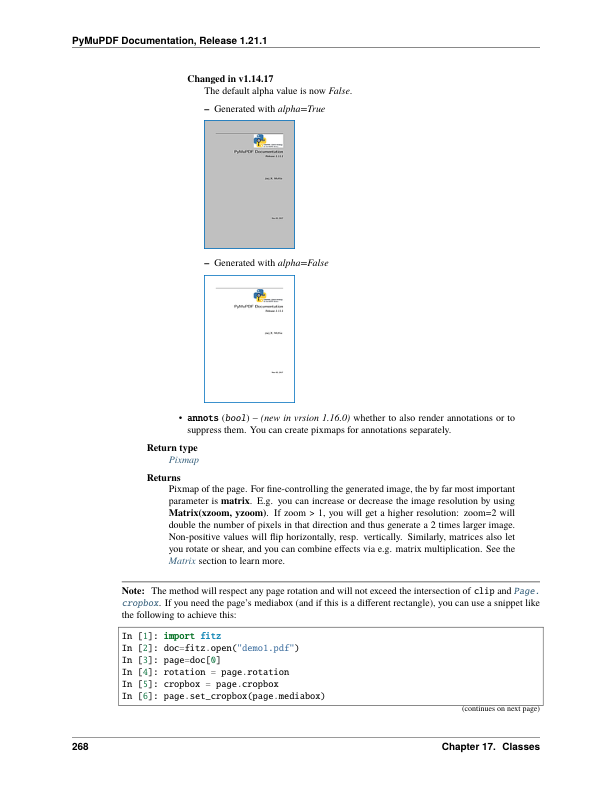 PyMuPDF Documentation, Release 1.21.1
Changed in v1.14.17
The default alpha value is now False.
– Generated with alpha=True
PyMuPDF Documentation
Release 1.21.1
– Generated with alpha=False
PyMuPDF Documentation
Release 1.21.1
• annots (bool) – (new in vrsion 1.16.0) whether to also render annotations or to
suppress them. You can create pixmaps for annotations separately.
Return type
Pixmap
Returns
Pixmap of the page. For fine-controlling the generated image, the by far most important
parameter is matrix. E.g. you can increase or decrease the image resolution by using
Matrix(xzoom, yzoom). If zoom > 1, you will get a higher resolution: zoom=2 will
double the number of pixels in that direction and thus generate a 2 times larger image.
Non-positive values will flip horizontally, resp. vertically. Similarly, matrices also let
you rotate or shear, and you can combine effects via e.g. matrix multiplication. See the
Matrix section to learn more.
Note: The method will respect any page rotation and will not exceed the intersection of clip and Page.
cropbox. If you need the page's mediabox (and if this is a different rectangle), you can use a snippet like
the following to achieve this:
In [1]: import fitz
In [2]: doc=fitz.open("demo1.pdf")
In [3]: page=doc[0]
In [4]: rotation = page.rotation
In [5]: cropbox = page.cropbox
In [6]: page.set_cropbox(page.mediabox)
(continues on next page)
268
Chapter 17. Classes